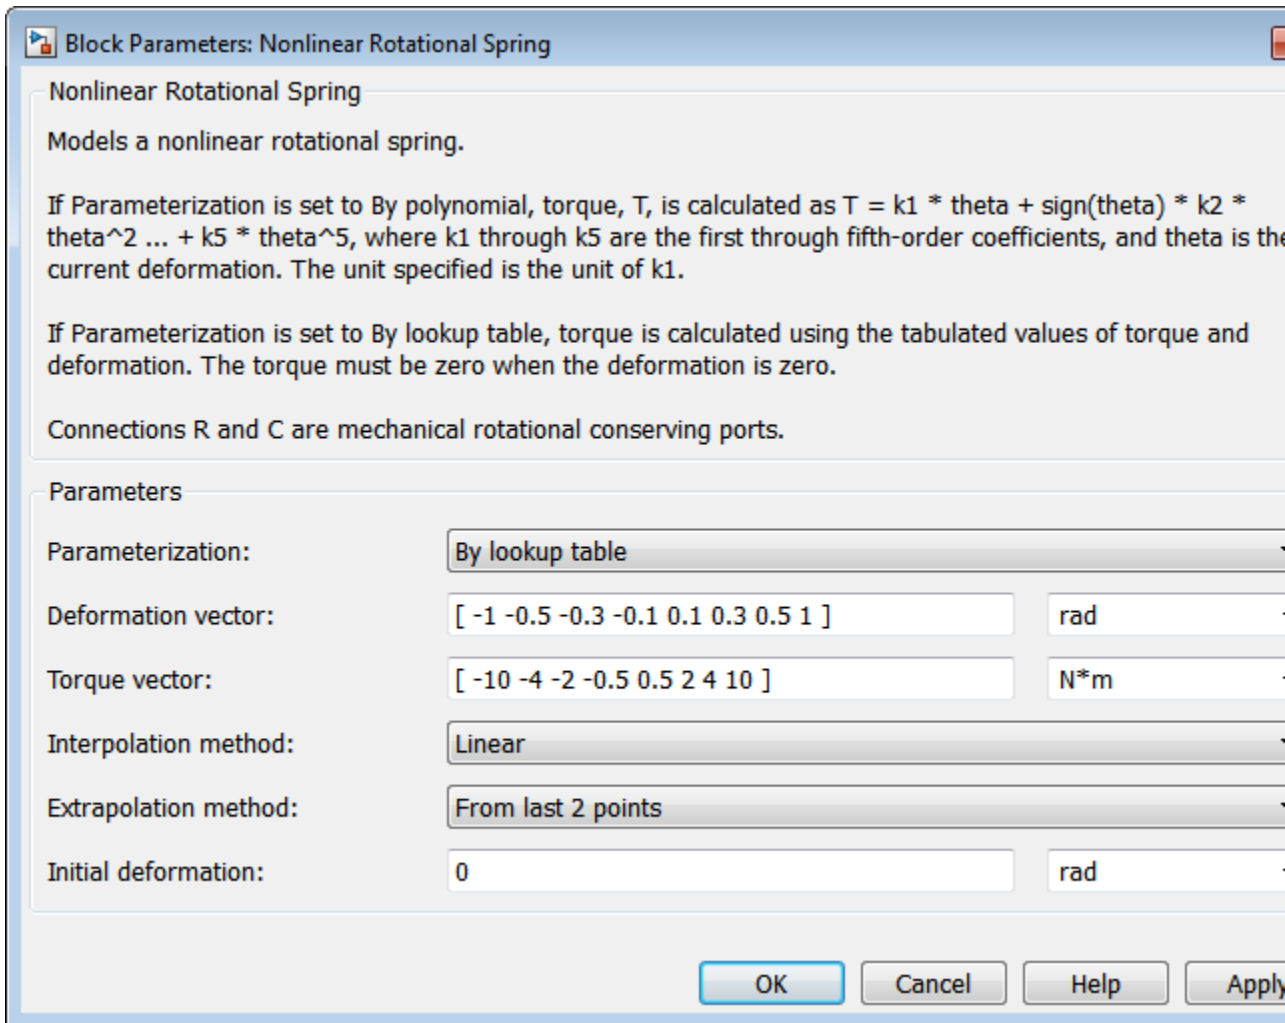 Block Parameters: Nonlinear Rotational Spring
Nonlinear Rotational Spring
Models a nonlinear rotational spring.
If Parameterization is set to By polynomial, torque, T, is calculated as T = k1 * theta + sign(theta) * k2 *
theta^2 ... + k5 * theta^5, where k1 through k5 are the first through fifth-order coefficients, and theta is the
current deformation. The unit specified is the unit of k1.
If Parameterization is set to By lookup table, torque is calculated using the tabulated values of torque and
deformation. The torque must be zero when the deformation is zero.
Connections R and C are mechanical rotational conserving ports.
Parameters
Parameterization: By lookup table
Deformation vector: [ -1 -0.5 -0.3 -0.1 0.1 0.3 0.5 1 ] rad
Torque vector: [ -10 -4 -2 -0.5 0.5 2 4 10 ] N*m
Interpolation method: Linear
Extrapolation method: From last 2 points
Initial deformation: 0 rad
OK Cancel Help Apply